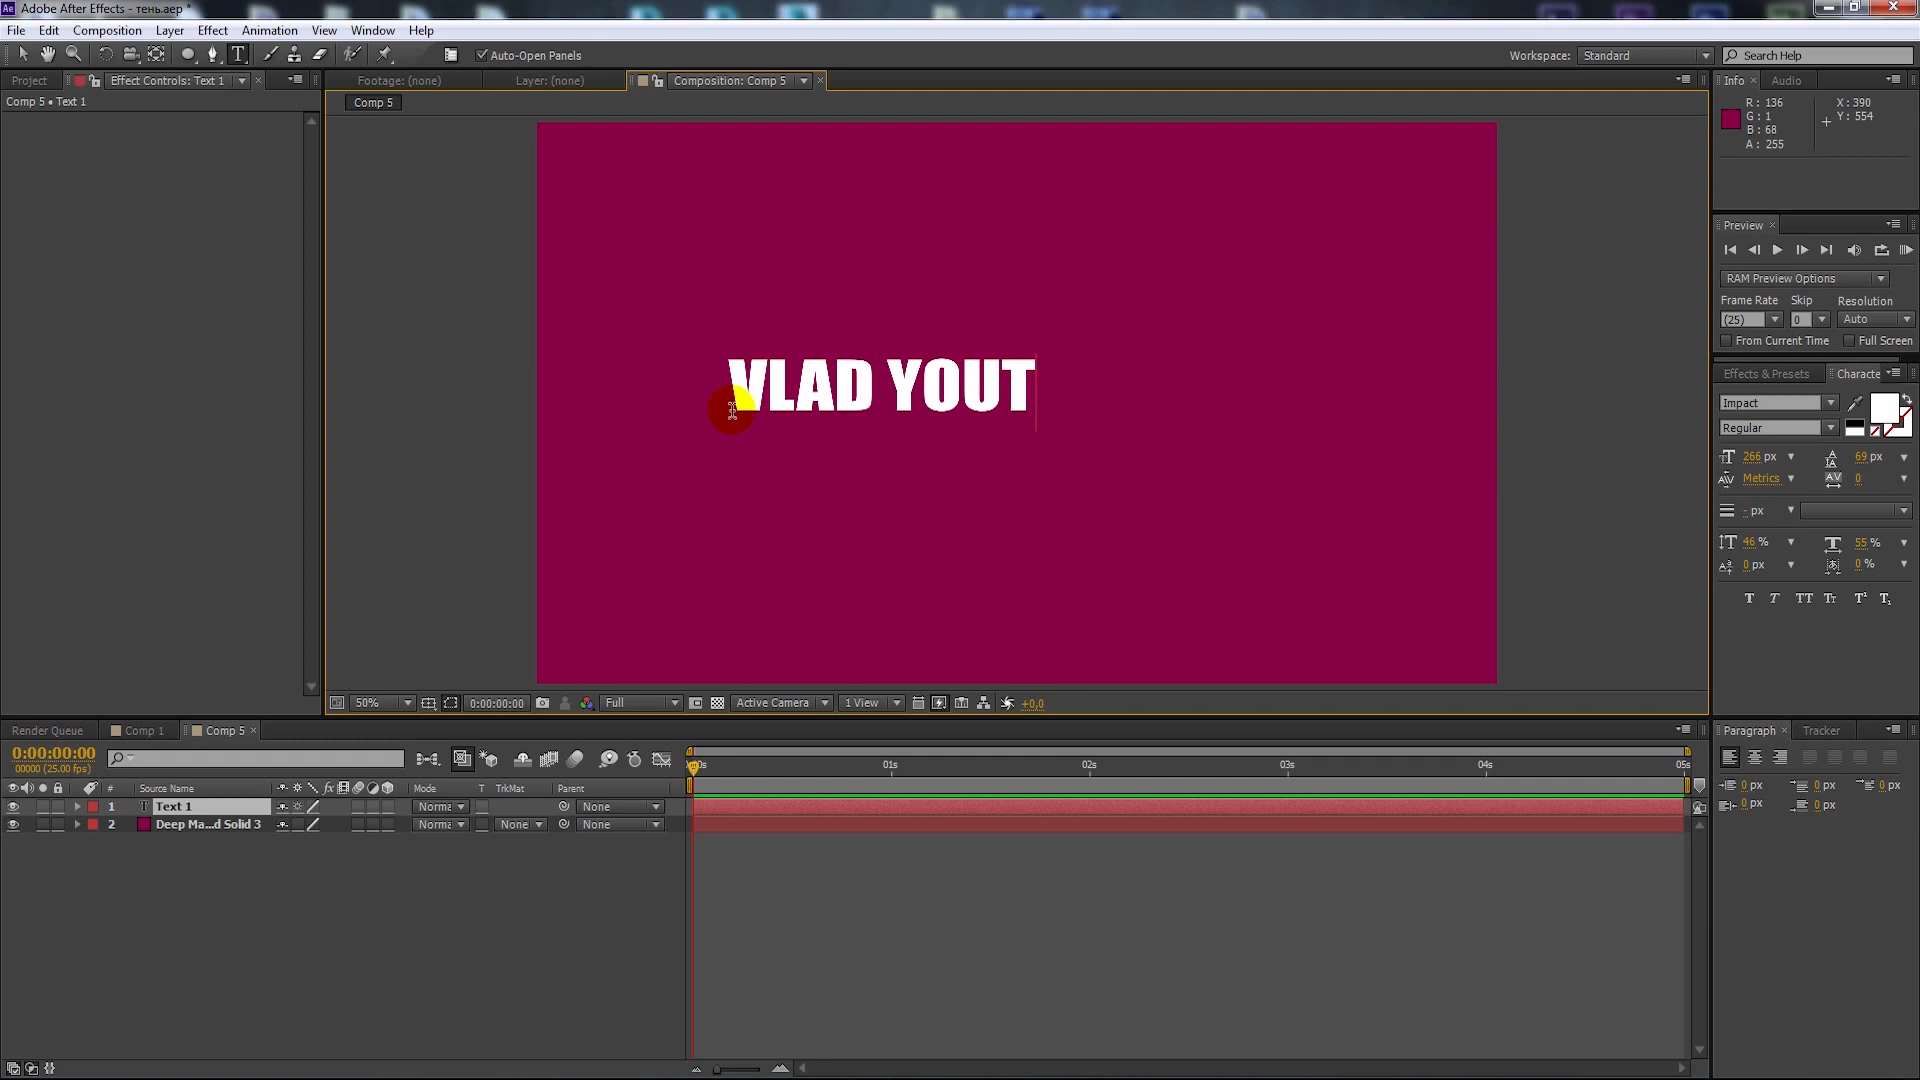 Adobe After Effects - тень.aep *
File Edit Composition Layer Effect Animation View Window Help
Auto-Open Panels
Workspace: Standard
Search Help
Project
Effect Controls: Text 1
Footage: (none)
Layer: (none)
Composition: Comp 5
Info
Audio
Comp 5 • Text 1
Comp 5
R: 136
G: 1
B: 68
A: 255
X: 390
Y: 554
Preview
RAM Preview Options
Frame Rate Skip Resolution
(25) 0 Auto
From Current Time Full Screen
Effects & Presets
Characte
Impact
Regular
266 px 69 px
Metrics 0
- px
46 % 55 %
0 px 0 %
VLAD YOUT
50%
0:00:00:00
Full
Active Camera
1 View
+0,0
Render Queue
Comp 1
Comp 5
Paragraph
Tracker
0:00:00:00
00000 (25.00 fps)
01s 02s 03s 04s 05s
# Source Name Mode T TrkMat Parent
1 T Text 1 Norma None
2 Deep Ma...d Solid 3 Norma None None
0 px 0 px 0 px
0 px 0 px